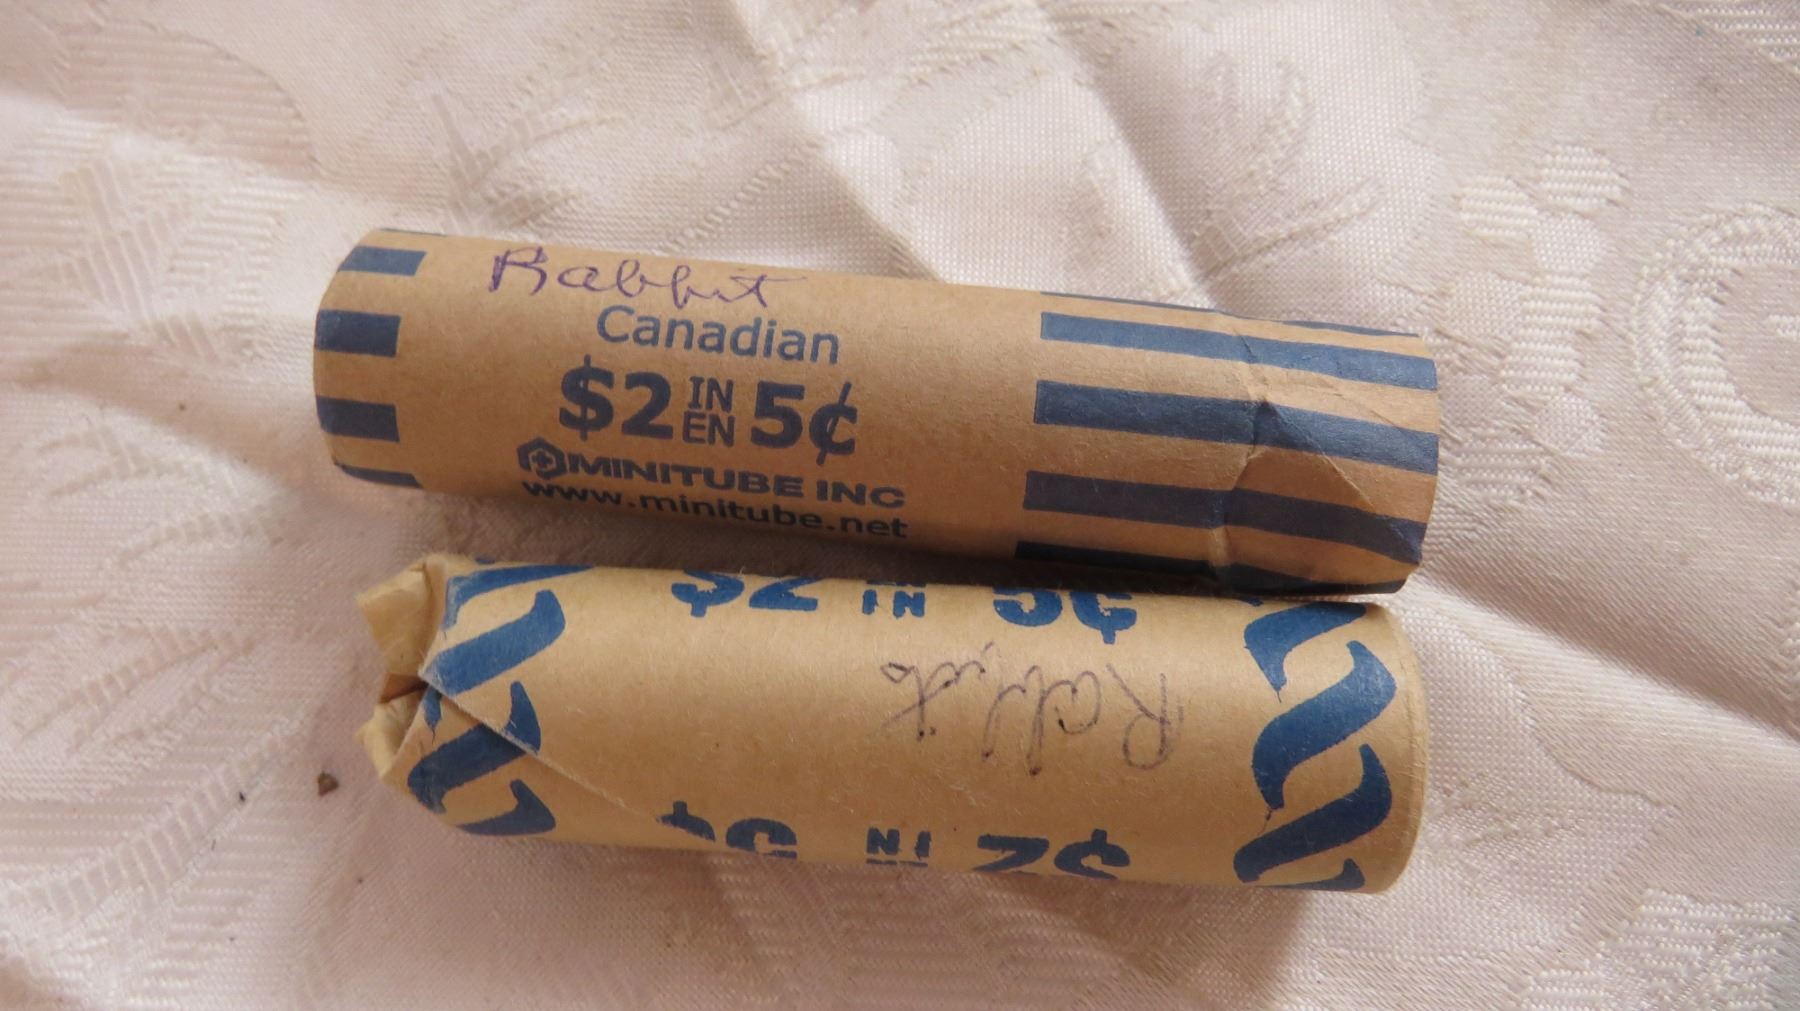 Rabbit
Canadian
$2 IN EN 5¢
MINITUBE INC
www.minitube.net
$2 IN 5¢
Rabbit
$2 IN 5¢